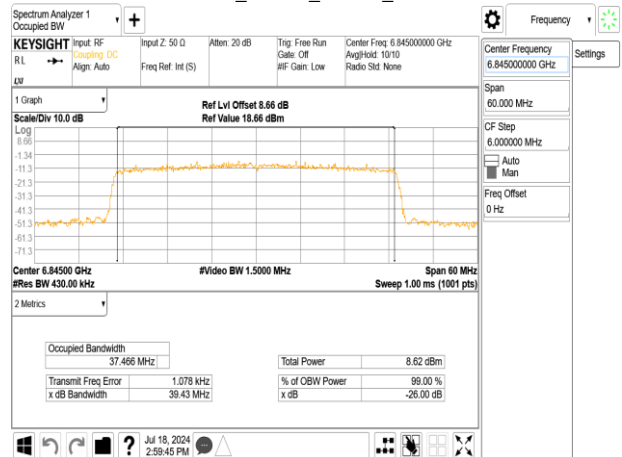 Spectrum Analyzer 1
Occupied BW
Frequency
KEYSIGHT
Input: RF
Coupling: DC
Align: Auto
Input Z: 50 Ω
Freq Ref: Int (S)
Atten: 20 dB
Trig: Free Run
Gate: Off
#IF Gain: Low
Center Freq: 6.845000000 GHz
Avg|Hold: 10/10
Radio Std: None
RL
LXI
Center Frequency
6.845000000 GHz
Settings
Span
60.000 MHz
CF Step
6.000000 MHz
Auto
Man
Freq Offset
0 Hz
1 Graph
Scale/Div 10.0 dB
Ref Lvl Offset 8.66 dB
Ref Value 18.66 dBm
Log
8.66
-1.34
-11.3
-21.3
-31.3
-41.3
-51.3
-61.3
-71.3
Center 6.84500 GHz
#Video BW 1.5000 MHz
Span 60 MHz
#Res BW 430.00 kHz
Sweep 1.00 ms (1001 pts)
2 Metrics
Occupied Bandwidth
37.466 MHz
Total Power
8.62 dBm
Transmit Freq Error
1.078 kHz
% of OBW Power
99.00 %
x dB Bandwidth
39.43 MHz
x dB
-26.00 dB
?
Jul 18, 2024
2:59:45 PM